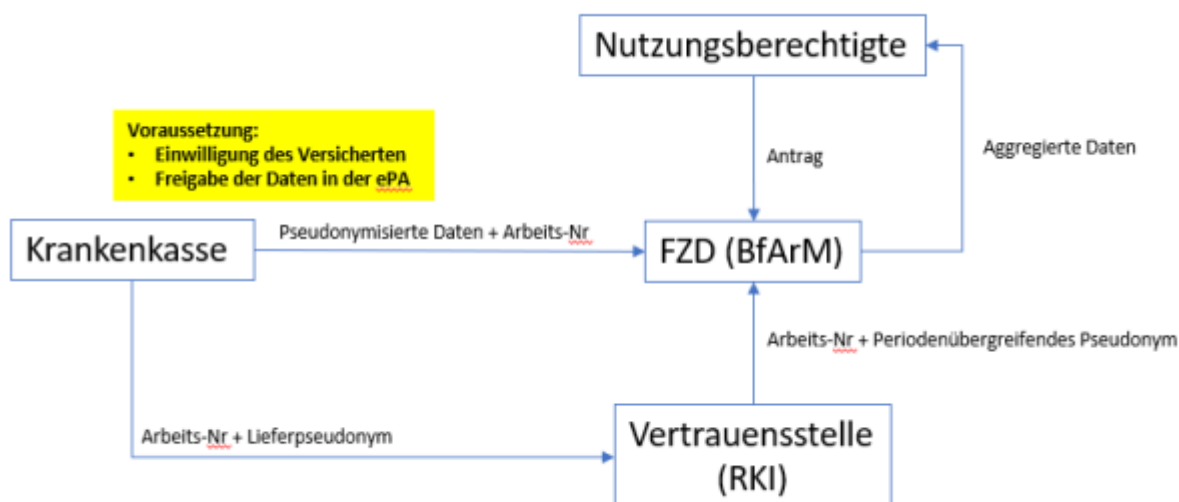 Nutzungsberechtigte
Voraussetzung:
• Einwilligung des Versicherten
• Freigabe der Daten in der ePA
Antrag
Aggregierte Daten
Krankenkasse
Pseudonymisierte Daten + Arbeits-Nr
FZD (BfArM)
Arbeits-Nr + Periodenübergreifendes Pseudonym
Arbeits-Nr + Lieferpseudonym
Vertrauensstelle
(RKI)